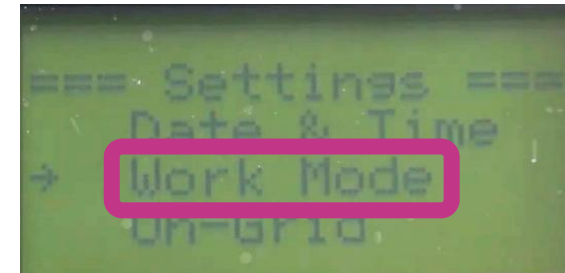 === Settings ===
Date & Time
→ Work Mode
On-Grid